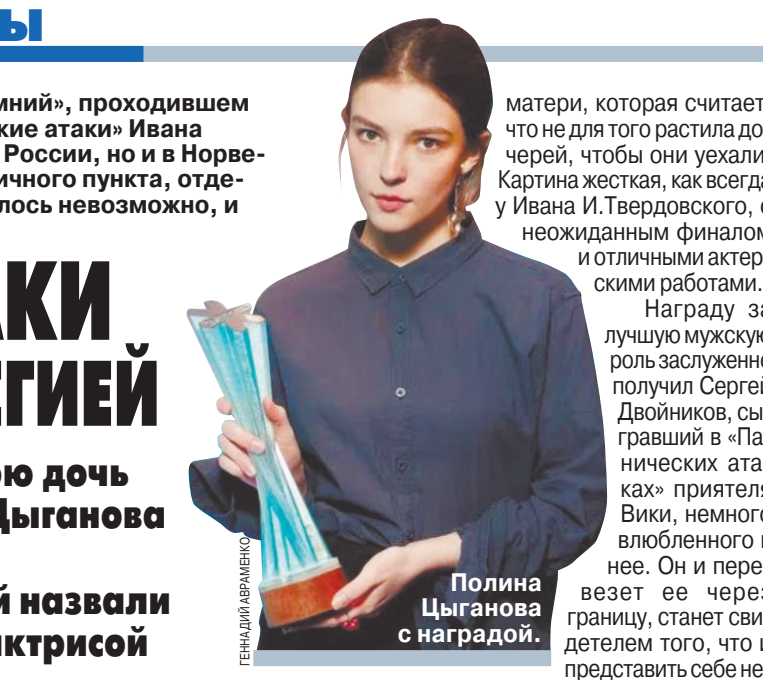 ы
мний», проходившем
кие атаки» Ивана
России, но и в Норве-
ичного пункта, отде-
лось невозможно, и
АКИ
ГИЕЙ
ою дочь
Цыганова
й назвали
актрисой
ГЕННАДИЙ АВРАМЕНКО
Полина
Цыганова
с наградой.
матери, которая считает,
что не для того растила до-
черей, чтобы они уехали.
Картина жесткая, как всегда
у Ивана И.Твердовского, с
неожиданным финалом
и отличными актер-
скими работами.
Награду за
лучшую мужскую
роль заслуженно
получил Сергей
Двойников, сы-
гравший в «Па-
нических ата-
ках» приятеля
Вики, немного
влюбленного в
нее. Он и пере-
везет ее через
границу, станет сви-
детелем того, что и
представить себе не-